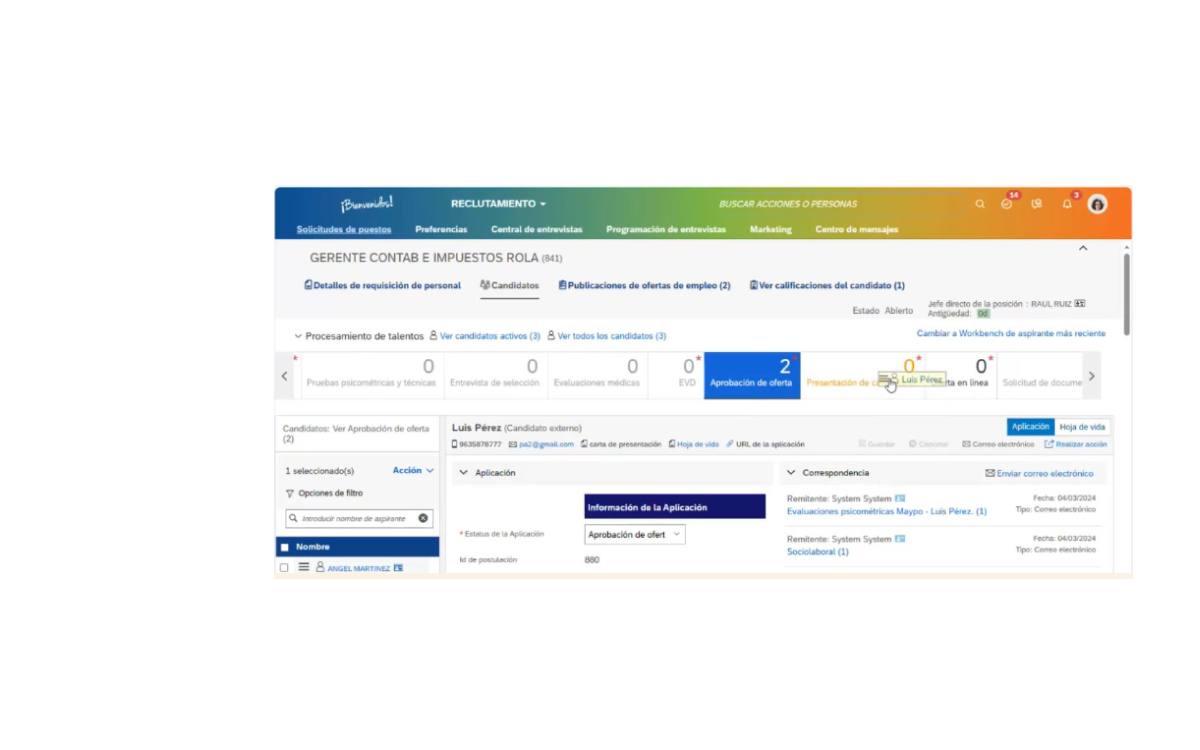 ¡Bienvenidos!
RECLUTAMIENTO
BUSCAR ACCIONES O PERSONAS
14
3
Solicitudes de puestos Preferencias Central de entrevistas Programación de entrevistas Marketing Centro de mensajes
GERENTE CONTAB E IMPUESTOS ROLA (841)
Detalles de requisición de personal Candidatos Publicaciones de ofertas de empleo (2) Ver calificaciones del candidato (1)
Estado Abierto
Jefe directo de la posición : RAUL RUIZ
Antigüedad: 0d
Procesamiento de talentos Ver candidatos activos (3) Ver todos los candidatos (3)
Cambiar a Workbench de aspirante más reciente
* 0 0 0 0* 2* 0* 0*
Pruebas psicométricas y técnicas Entrevista de selección Evaluaciones médicas EVD Aprobación de oferta Presentación de Luis Pérez ta en línea Solicitud de docume
Candidatos: Ver Aprobación de oferta
(2)
Luis Pérez (Candidato externo)
Aplicación Hoja de vida
9635878777 pa2@gmail.com carta de presentación Hoja de vida URL de la aplicación Guardar Cancelar Correo electrónico Realizar acción
1 seleccionado(s) Acción
Opciones de filtro
Introducir nombre de aspirante
Nombre
ANGEL MARTINEZ
Aplicación
Información de la Aplicación
* Estatus de la Aplicación Aprobación de ofert
Id de postulación 880
Correspondencia Enviar correo electrónico
Remitente: System System Fecha: 04/03/2024
Evaluaciones psicométricas Maypo - Luis Pérez. (1) Tipo: Correo electrónico
Remitente: System System Fecha: 04/03/2024
Sociolaboral (1) Tipo: Correo electrónico